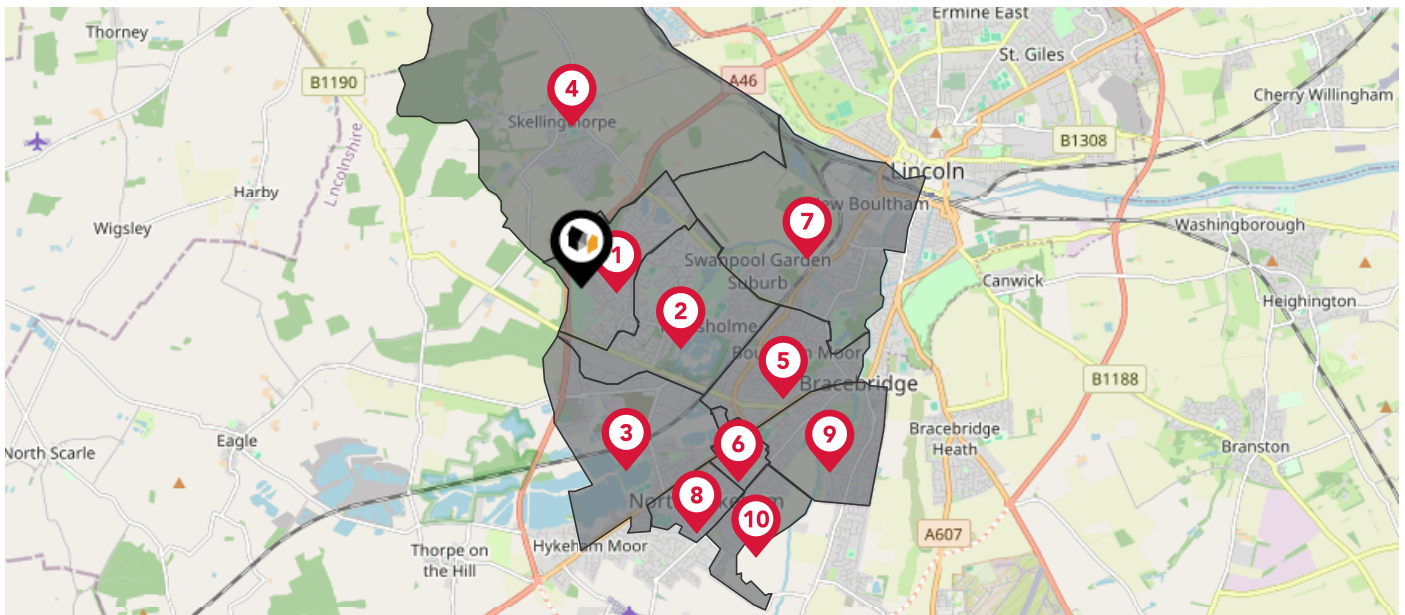 Ermine East
Thorney
St. Giles
A46
B1190
4
Cherry Willingham
Skellingthorpe
B1308
Lincolnshire
Lincoln
Harby
New Boultham
7
Wigsley
Washingborough
1
Swanpool Garden
Suburb
Canwick
Heighington
2
5
Bracebridge
B1188
3
6
9
Bracebridge
Heath
Eagle
North Scarle
Branston
8
10
A607
Hykeham Moor
Thorpe on
the Hill